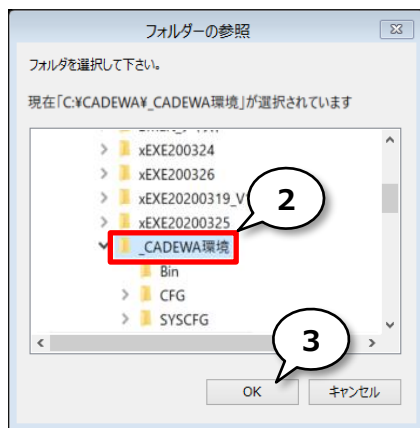 フォルダーの参照
フォルダを選択して下さい。
現在「C:¥CADEWA¥_CADEWA環境」が選択されています
xEXE200324
xEXE200326
xEXE20200319_V
2
xEXE20200325
_CADEWA環境
Bin
CFG
SYSCFG
3
OK
キャンセル